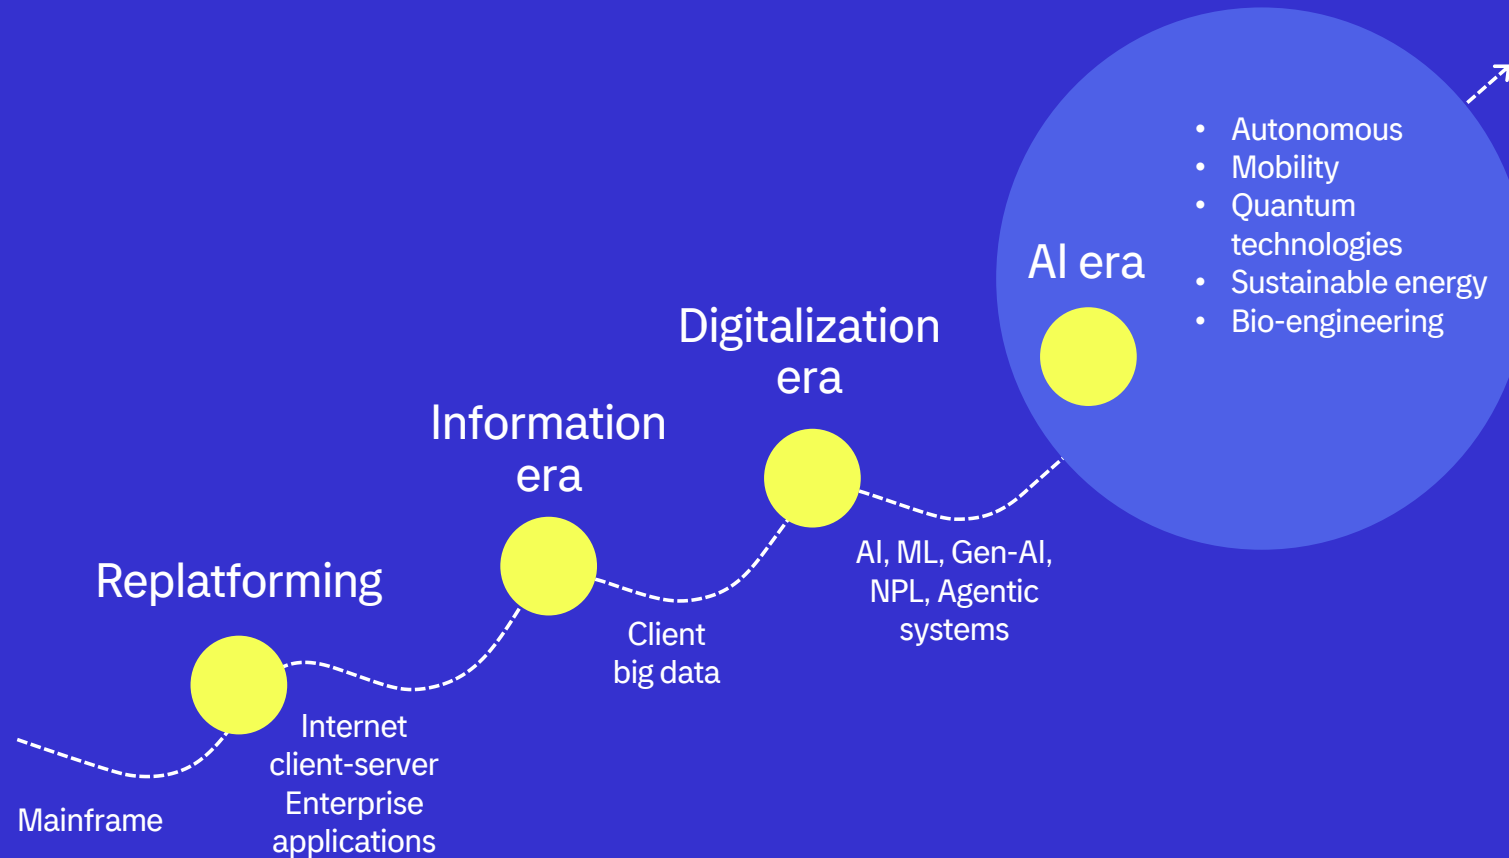 Mainframe
Replatforming
Internet
client-server
Enterprise
applications
Information
era
Client
big data
Digitalization
era
AI, ML, Gen-AI,
NPL, Agentic
systems
AI era
• Autonomous
• Mobility
• Quantum
technologies
• Sustainable energy
• Bio-engineering